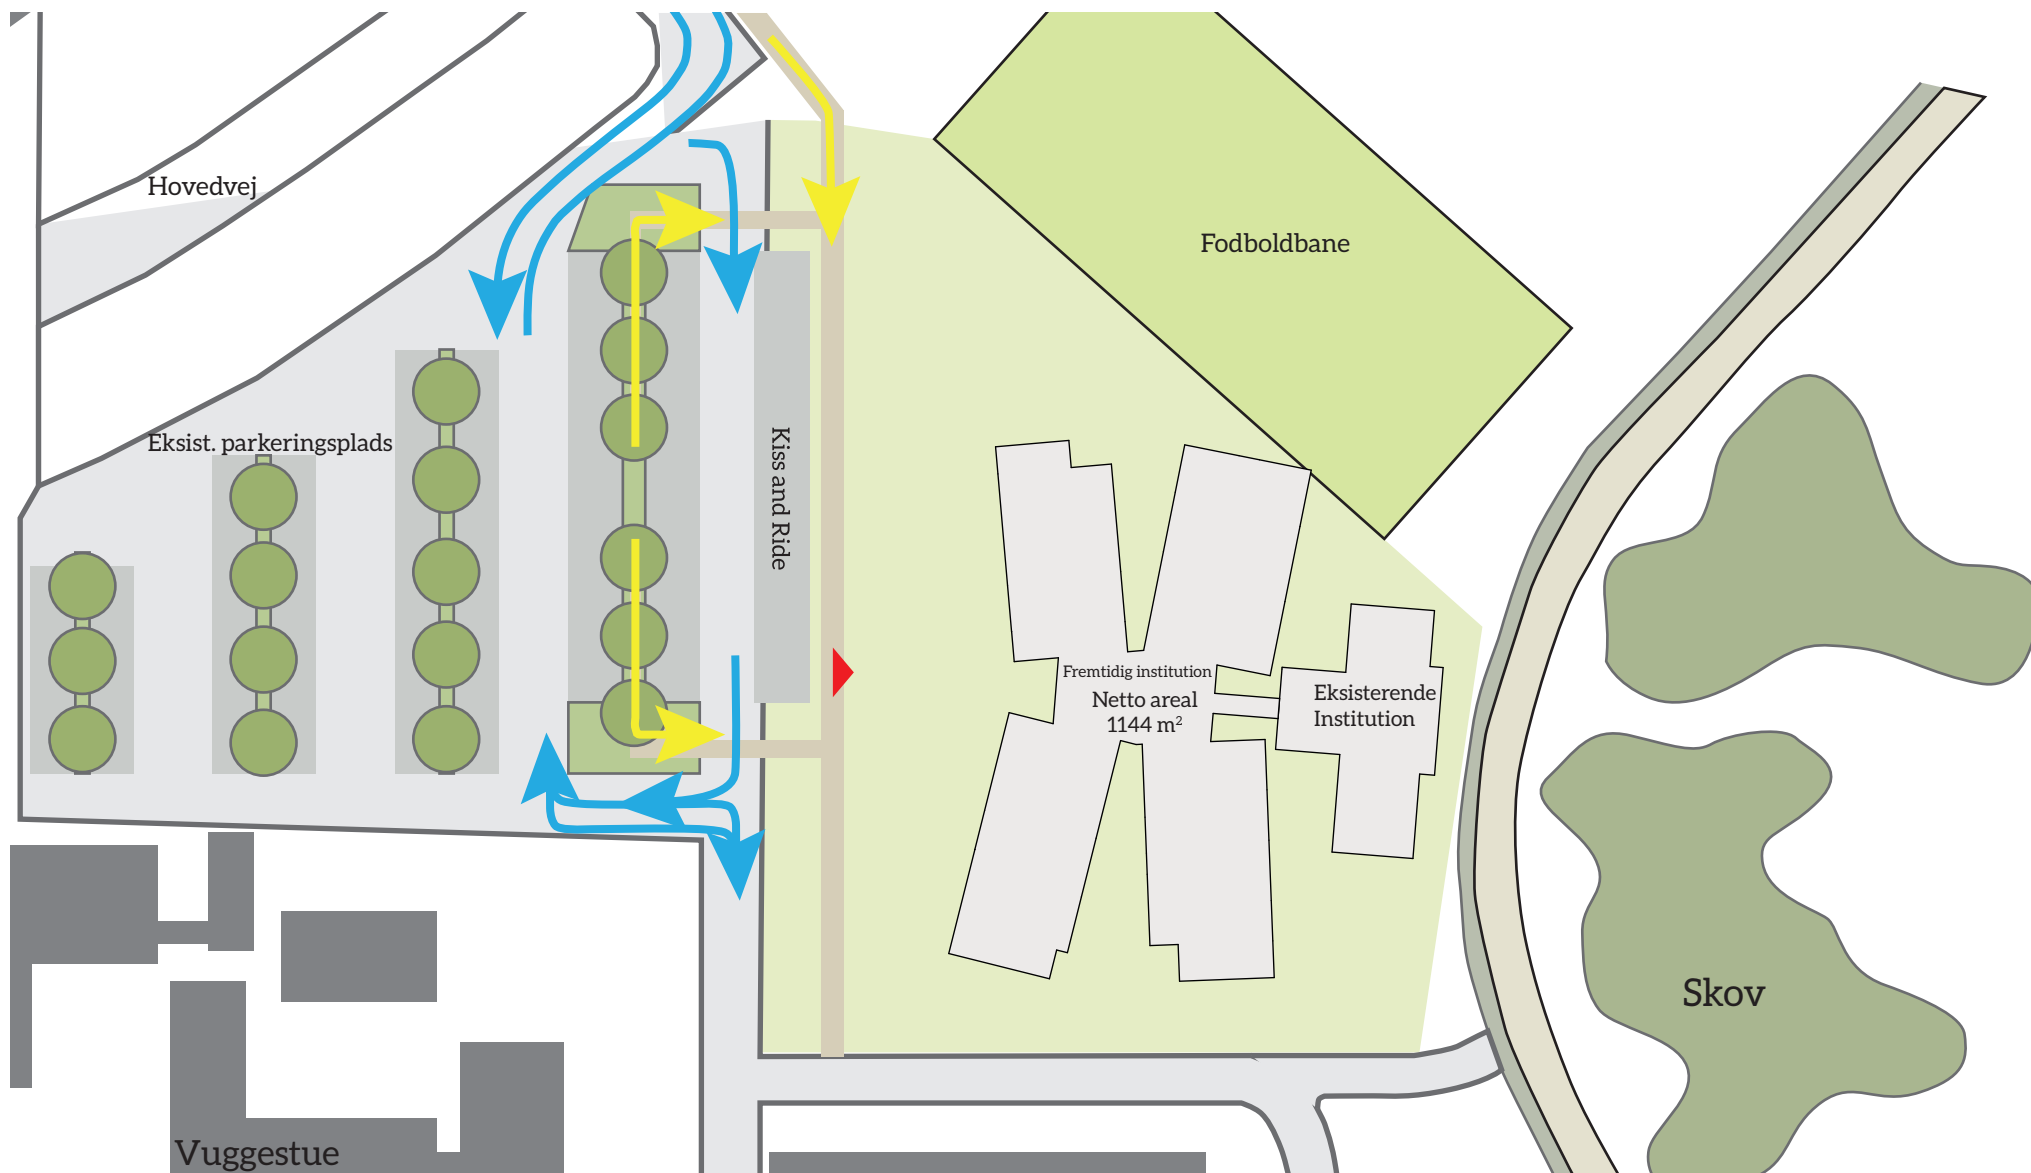 Hovedvej
Fodboldbane
Eksist. parkeringsplads
Kiss and Ride
Fremtidig institution
Netto areal
1144 m²
Eksisterende
Institution
Skov
Vuggestue